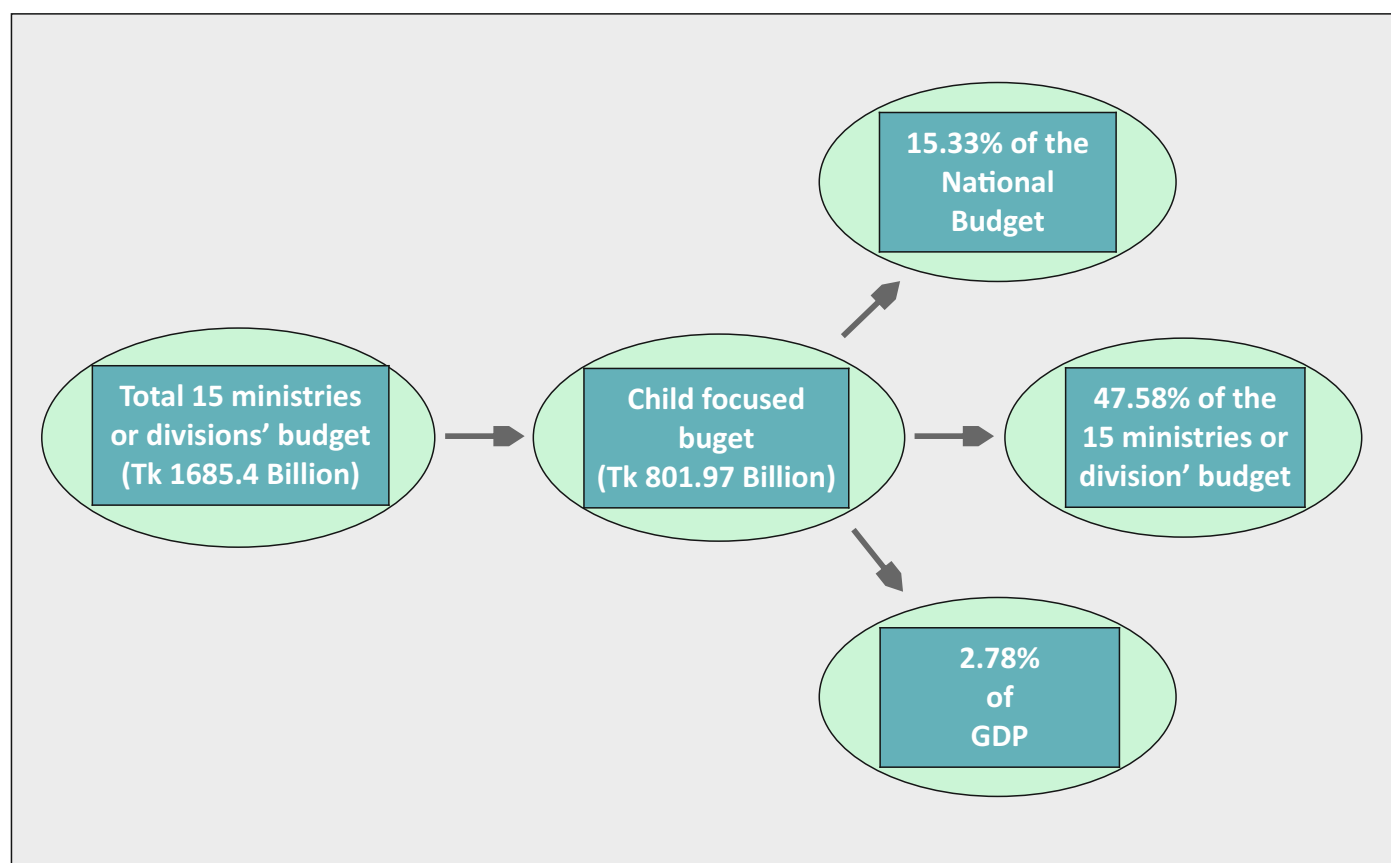 Total 15 ministries
or divisions’ budget
(Tk 1685.4 Billion)
Child focused
buget
(Tk 801.97 Billion)
15.33% of the
National
Budget
47.58% of the
15 ministries or
division’ budget
2.78%
of
GDP